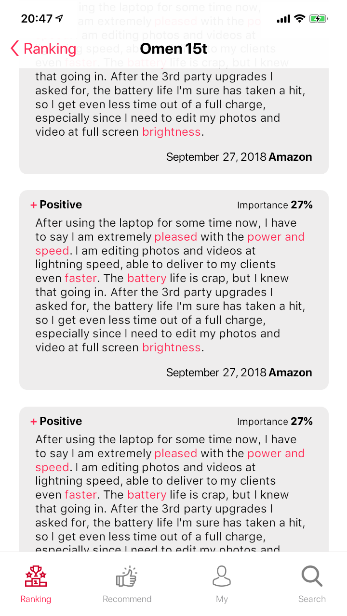 20:47
ing the laptop for some time now,
am extremely pleased with the
am editing photos and videos at
speed, able to deliver to my clients
battery life is crap, but I knew
Ranking
Omen 15t
that going in. After the 3rd party upgrades I
asked for, the battery life I'm sure has taken a hit,
so I get even less time out of a full charge,
especially since I need to edit my photos and
video at full screen brightness.
September 27, 2018 Amazon
+ Positive
Importance 27%
After using the laptop for some time now, I have
to say I am extremely pleased with the power and
speed. I am editing photos and videos at
lightning speed, able to deliver to my clients
even faster. The battery life is crap, but I knew
that going in. After the 3rd party upgrades I
asked for, the battery life I'm sure has taken a hit,
so I get even less time out of a full charge,
especially since I need to edit my photos and
video at full screen brightness.
September 27, 2018 Amazon
+ Positive
Importance 27%
After using the laptop for some time now, I have
to say I am extremely pleased with the power and
speed. I am editing photos and videos at
lightning speed, able to deliver to my clients
even faster. The battery life is crap, but I knew
that going in. After the 3rd party upgrades I
asked for, the battery life I'm sure has taken a hit,
so I get even less time out of a full charge,
especially since I need to edit my photos and
Ranking
Recommend
My
Search